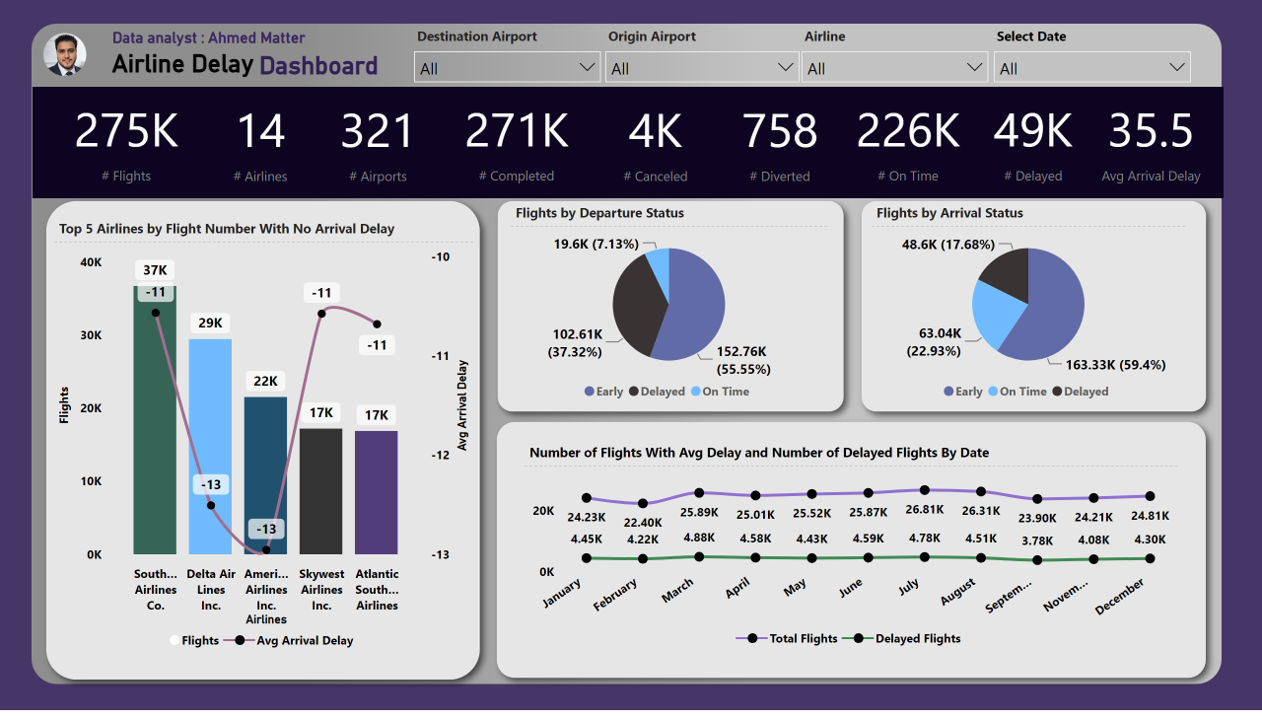 Data analyst : Ahmed Matter
Airline Delay Dashboard
Destination Airport
All
Origin Airport
All
Airline
All
Select Date
All
275K
# Flights
14
# Airlines
321
# Airports
271K
# Completed
4K
# Canceled
758
# Diverted
226K
# On Time
49K
# Delayed
35.5
Avg Arrival Delay
Top 5 Airlines by Flight Number With No Arrival Delay
40K
30K
20K
10K
0K
Flights
37K
29K
22K
17K
17K
-11
-13
-13
-11
-11
-10
-11
-12
-13
Avg Arrival Delay
South...
Airlines
Co.
Delta Air
Lines
Inc.
Ameri...
Airlines
Inc.
Airlines
Skywest
Airlines
Inc.
Atlantic
South...
Airlines
Flights
Avg Arrival Delay
Flights by Departure Status
19.6K (7.13%)
102.61K
(37.32%)
152.76K
(55.55%)
Early Delayed On Time
Flights by Arrival Status
48.6K (17.68%)
63.04K
(22.93%)
163.33K (59.4%)
Early On Time Delayed
Number of Flights With Avg Delay and Number of Delayed Flights By Date
20K
0K
24.23K 22.40K 25.89K 25.01K 25.52K 25.87K 26.81K 26.31K 23.90K 24.21K 24.81K
4.45K 4.22K 4.88K 4.58K 4.43K 4.59K 4.78K 4.51K 3.78K 4.08K 4.30K
January February March April May June July August Septem... Novem... December
Total Flights Delayed Flights